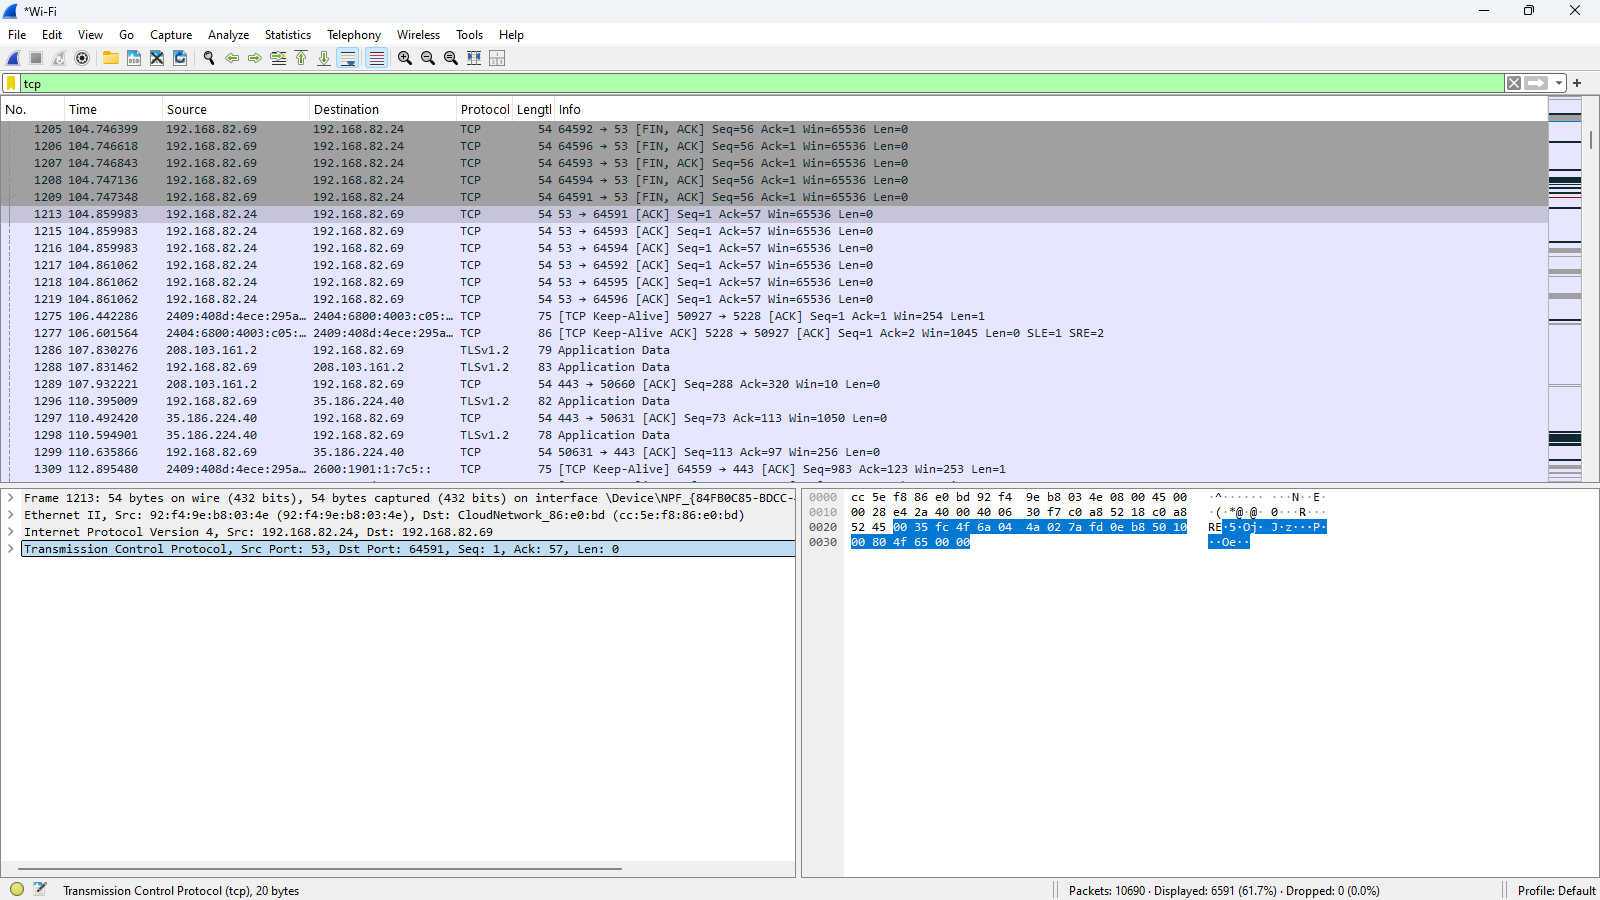 *Wi-Fi
File Edit View Go Capture Analyze Statistics Telephony Wireless Tools Help
tcp
No. Time Source Destination Protocol Lengtl Info
1205 104.746399 192.168.82.69 192.168.82.24 TCP 54 64592 → 53 [FIN, ACK] Seq=56 Ack=1 Win=65536 Len=0
1206 104.746618 192.168.82.69 192.168.82.24 TCP 54 64596 → 53 [FIN, ACK] Seq=56 Ack=1 Win=65536 Len=0
1207 104.746843 192.168.82.69 192.168.82.24 TCP 54 64593 → 53 [FIN, ACK] Seq=56 Ack=1 Win=65536 Len=0
1208 104.747136 192.168.82.69 192.168.82.24 TCP 54 64594 → 53 [FIN, ACK] Seq=56 Ack=1 Win=65536 Len=0
1209 104.747348 192.168.82.69 192.168.82.24 TCP 54 64591 → 53 [FIN, ACK] Seq=56 Ack=1 Win=65536 Len=0
1213 104.859983 192.168.82.24 192.168.82.69 TCP 54 53 → 64591 [ACK] Seq=1 Ack=57 Win=65536 Len=0
1215 104.859983 192.168.82.24 192.168.82.69 TCP 54 53 → 64593 [ACK] Seq=1 Ack=57 Win=65536 Len=0
1216 104.859983 192.168.82.24 192.168.82.69 TCP 54 53 → 64594 [ACK] Seq=1 Ack=57 Win=65536 Len=0
1217 104.861062 192.168.82.24 192.168.82.69 TCP 54 53 → 64592 [ACK] Seq=1 Ack=57 Win=65536 Len=0
1218 104.861062 192.168.82.24 192.168.82.69 TCP 54 53 → 64595 [ACK] Seq=1 Ack=57 Win=65536 Len=0
1219 104.861062 192.168.82.24 192.168.82.69 TCP 54 53 → 64596 [ACK] Seq=1 Ack=57 Win=65536 Len=0
1275 106.442286 2409:408d:4ece:295a… 2404:6800:4003:c05:… TCP 75 [TCP Keep-Alive] 50927 → 5228 [ACK] Seq=1 Ack=1 Win=254 Len=1
1277 106.601564 2404:6800:4003:c05:… 2409:408d:4ece:295a… TCP 86 [TCP Keep-Alive ACK] 5228 → 50927 [ACK] Seq=1 Ack=2 Win=1045 Len=0 SLE=1 SRE=2
1286 107.830276 208.103.161.2 192.168.82.69 TLSv1.2 79 Application Data
1288 107.831462 192.168.82.69 208.103.161.2 TLSv1.2 83 Application Data
1289 107.932221 208.103.161.2 192.168.82.69 TCP 54 443 → 50660 [ACK] Seq=288 Ack=320 Win=10 Len=0
1296 110.395009 192.168.82.69 35.186.224.40 TLSv1.2 82 Application Data
1297 110.492420 35.186.224.40 192.168.82.69 TCP 54 443 → 50631 [ACK] Seq=73 Ack=113 Win=1050 Len=0
1298 110.594901 35.186.224.40 192.168.82.69 TLSv1.2 78 Application Data
1299 110.635866 192.168.82.69 35.186.224.40 TCP 54 50631 → 443 [ACK] Seq=113 Ack=97 Win=256 Len=0
1309 112.895480 2409:408d:4ece:295a… 2600:1901:1:7c5:: TCP 75 [TCP Keep-Alive] 64559 → 443 [ACK] Seq=983 Ack=123 Win=253 Len=1
Frame 1213: 54 bytes on wire (432 bits), 54 bytes captured (432 bits) on interface \Device\NPF_{84FB0C85-BDCC-
Ethernet II, Src: 92:f4:9e:b8:03:4e (92:f4:9e:b8:03:4e), Dst: CloudNetwork_86:e0:bd (cc:5e:f8:86:e0:bd)
Internet Protocol Version 4, Src: 192.168.82.24, Dst: 192.168.82.69
Transmission Control Protocol, Src Port: 53, Dst Port: 64591, Seq: 1, Ack: 57, Len: 0
0000 cc 5e f8 86 e0 bd 92 f4 9e b8 03 4e 08 00 45 00 ·^······ ···N··E·
0010 00 28 e4 2a 40 00 40 06 30 f7 c0 a8 52 18 c0 a8 ·(·*@·@· 0···R···
0020 52 45 00 35 fc 4f 6a 04 4a 02 7a fd 0e b8 50 10 RE·5·Oj· J·z···P·
0030 00 80 4f 65 00 00 ··Oe··
Transmission Control Protocol (tcp), 20 bytes
Packets: 10690 · Displayed: 6591 (61.7%) · Dropped: 0 (0.0%)
Profile: Default